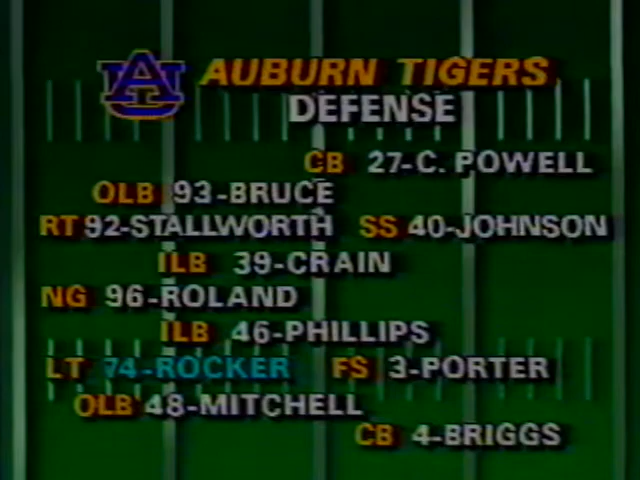 AU AUBURN TIGERS
DEFENSE
CB 27-C. POWELL
OLB 93-BRUCE
RT 92-STALLWORTH SS 40-JOHNSON
ILB 39-CRAIN
NG 96-ROLAND
ILB 46-PHILLIPS
LT 74-ROCKER FS 3-PORTER
OLB 48-MITCHELL
CB 4-BRIGGS